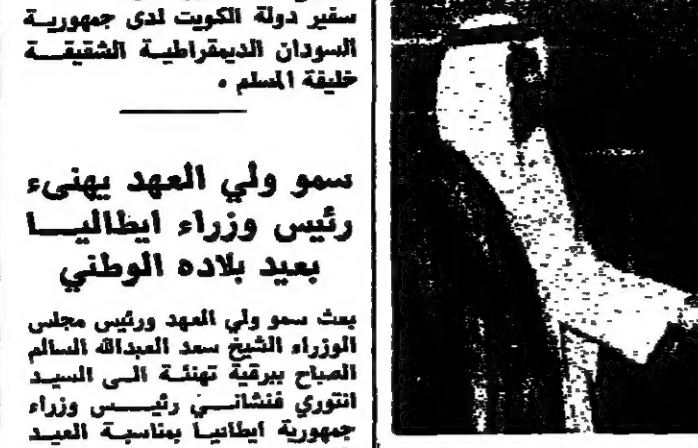 سفير دولة الكويت لدى جمهورية
السودان الديمقراطية الشقيقة
خليفة المسلم .
سمو ولي العهد يهنىء
رئيس وزراء ايطاليا
بعيد بلاده الوطني
بعث سمو ولي العهد ورئيس مجلس
الوزراء الشيخ سعد العبدالله السالم
الصباح ببرقية تهنئة الى السيد
انتوري فنشاني رئيس وزراء
جمهورية ايطانيا بمناسبة العيد